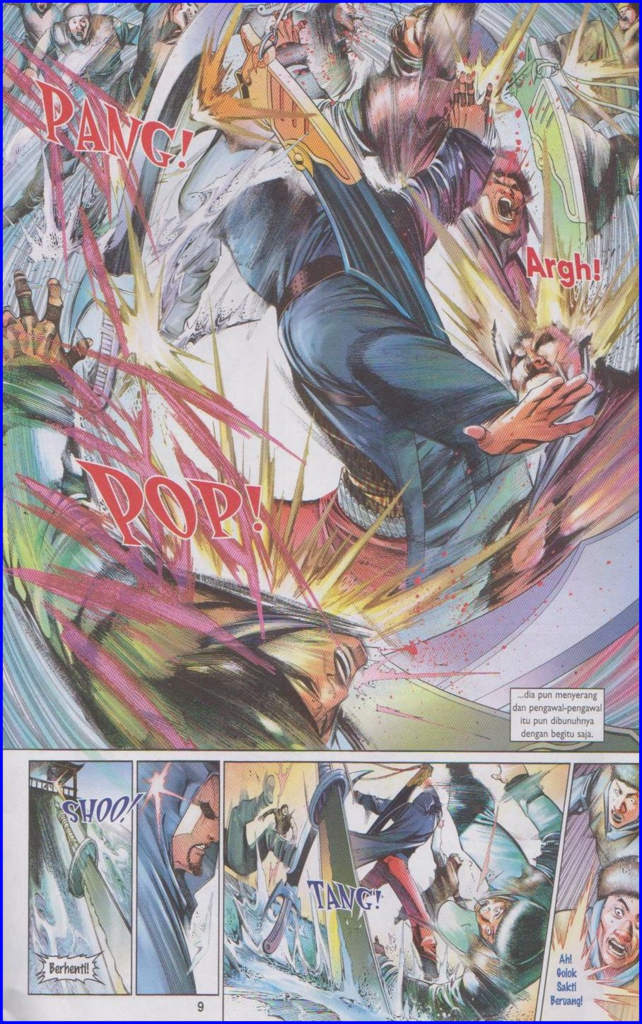 PANG!
Argh!
POP!
...dia pun menyerang
dan pengawal-pengawal
itu pun dibunuhnya
dengan begitu saja.
SHOO!
Berhenti!
TANG!
Ah!
Golok
Sakti
Beruang!
9